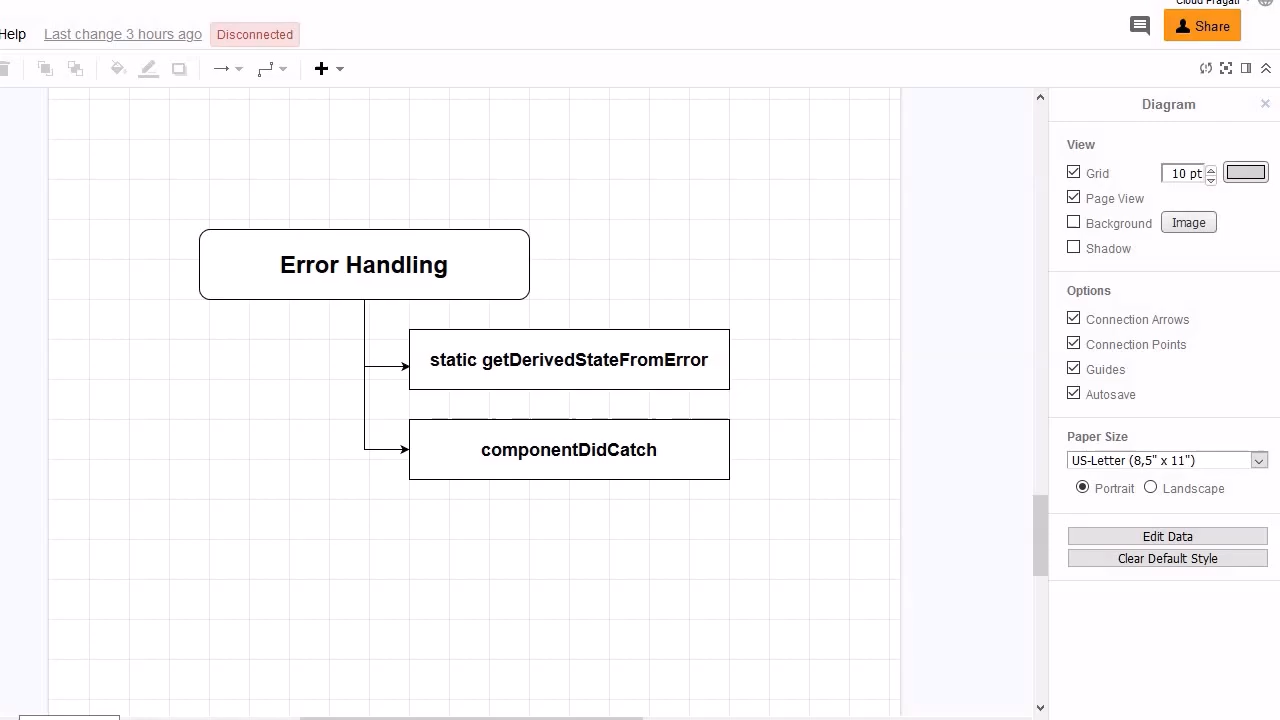 Cloud Pragati
Help Last change 3 hours ago Disconnected Share
Diagram
View
Grid 10 pt
Page View
Background Image
Shadow
Options
Connection Arrows
Connection Points
Guides
Autosave
Paper Size
US-Letter (8,5" x 11")
Portrait Landscape
Edit Data
Clear Default Style
Error Handling
static getDerivedStateFromError
componentDidCatch